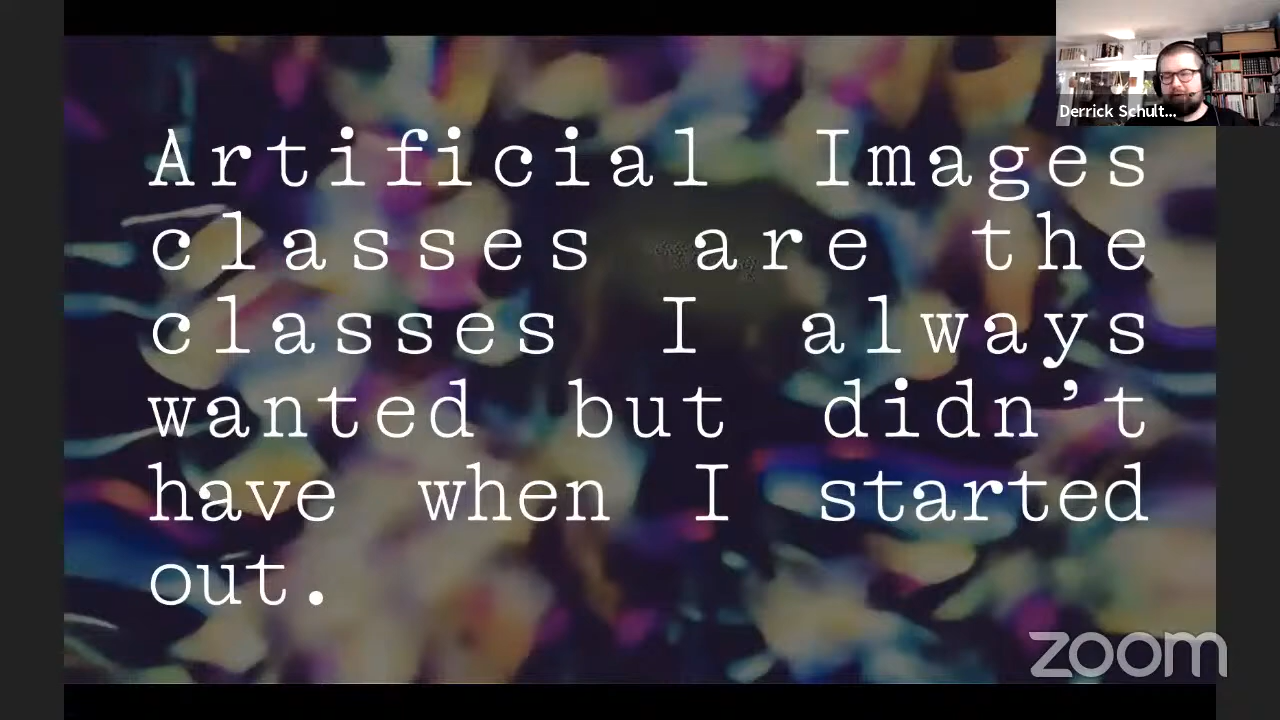 Derrick Schult...
Artificial Images
classes are the
classes I always
wanted but didn’t
have when I started
out.
zoom